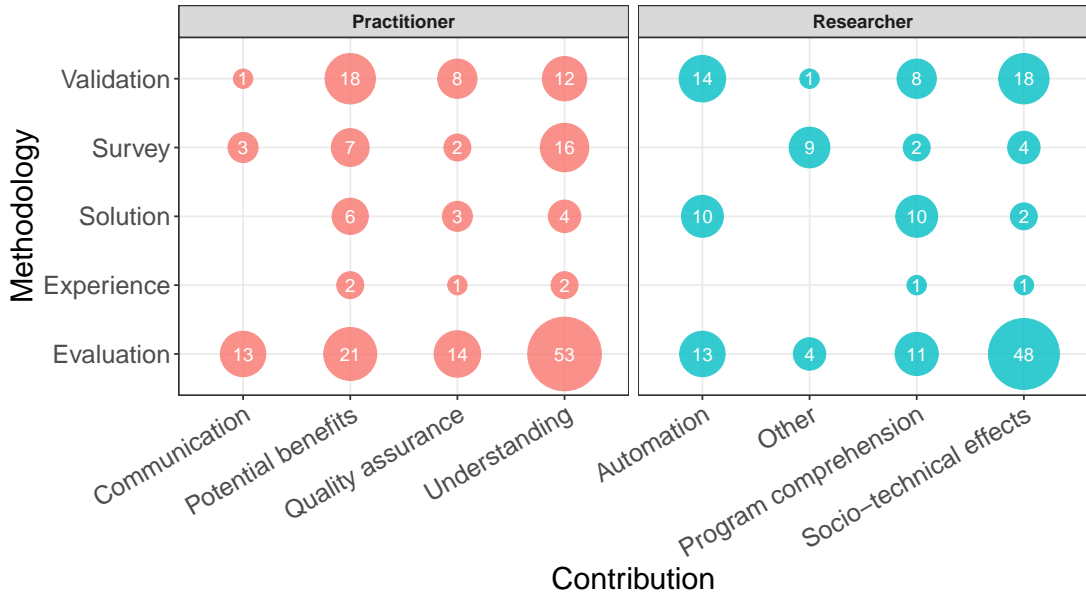 Practitioner Researcher
Validation 1 18 8 12 14 1 8 18
Survey 3 7 2 16 9 2 4
Solution 6 3 4 10 10 2
Experience 2 1 2 1 1
Evaluation 13 21 14 53 13 4 11 48
Methodology
Communication
Potential benefits
Quality assurance
Understanding
Automation
Other
Program comprehension
Socio−technical effects
Contribution